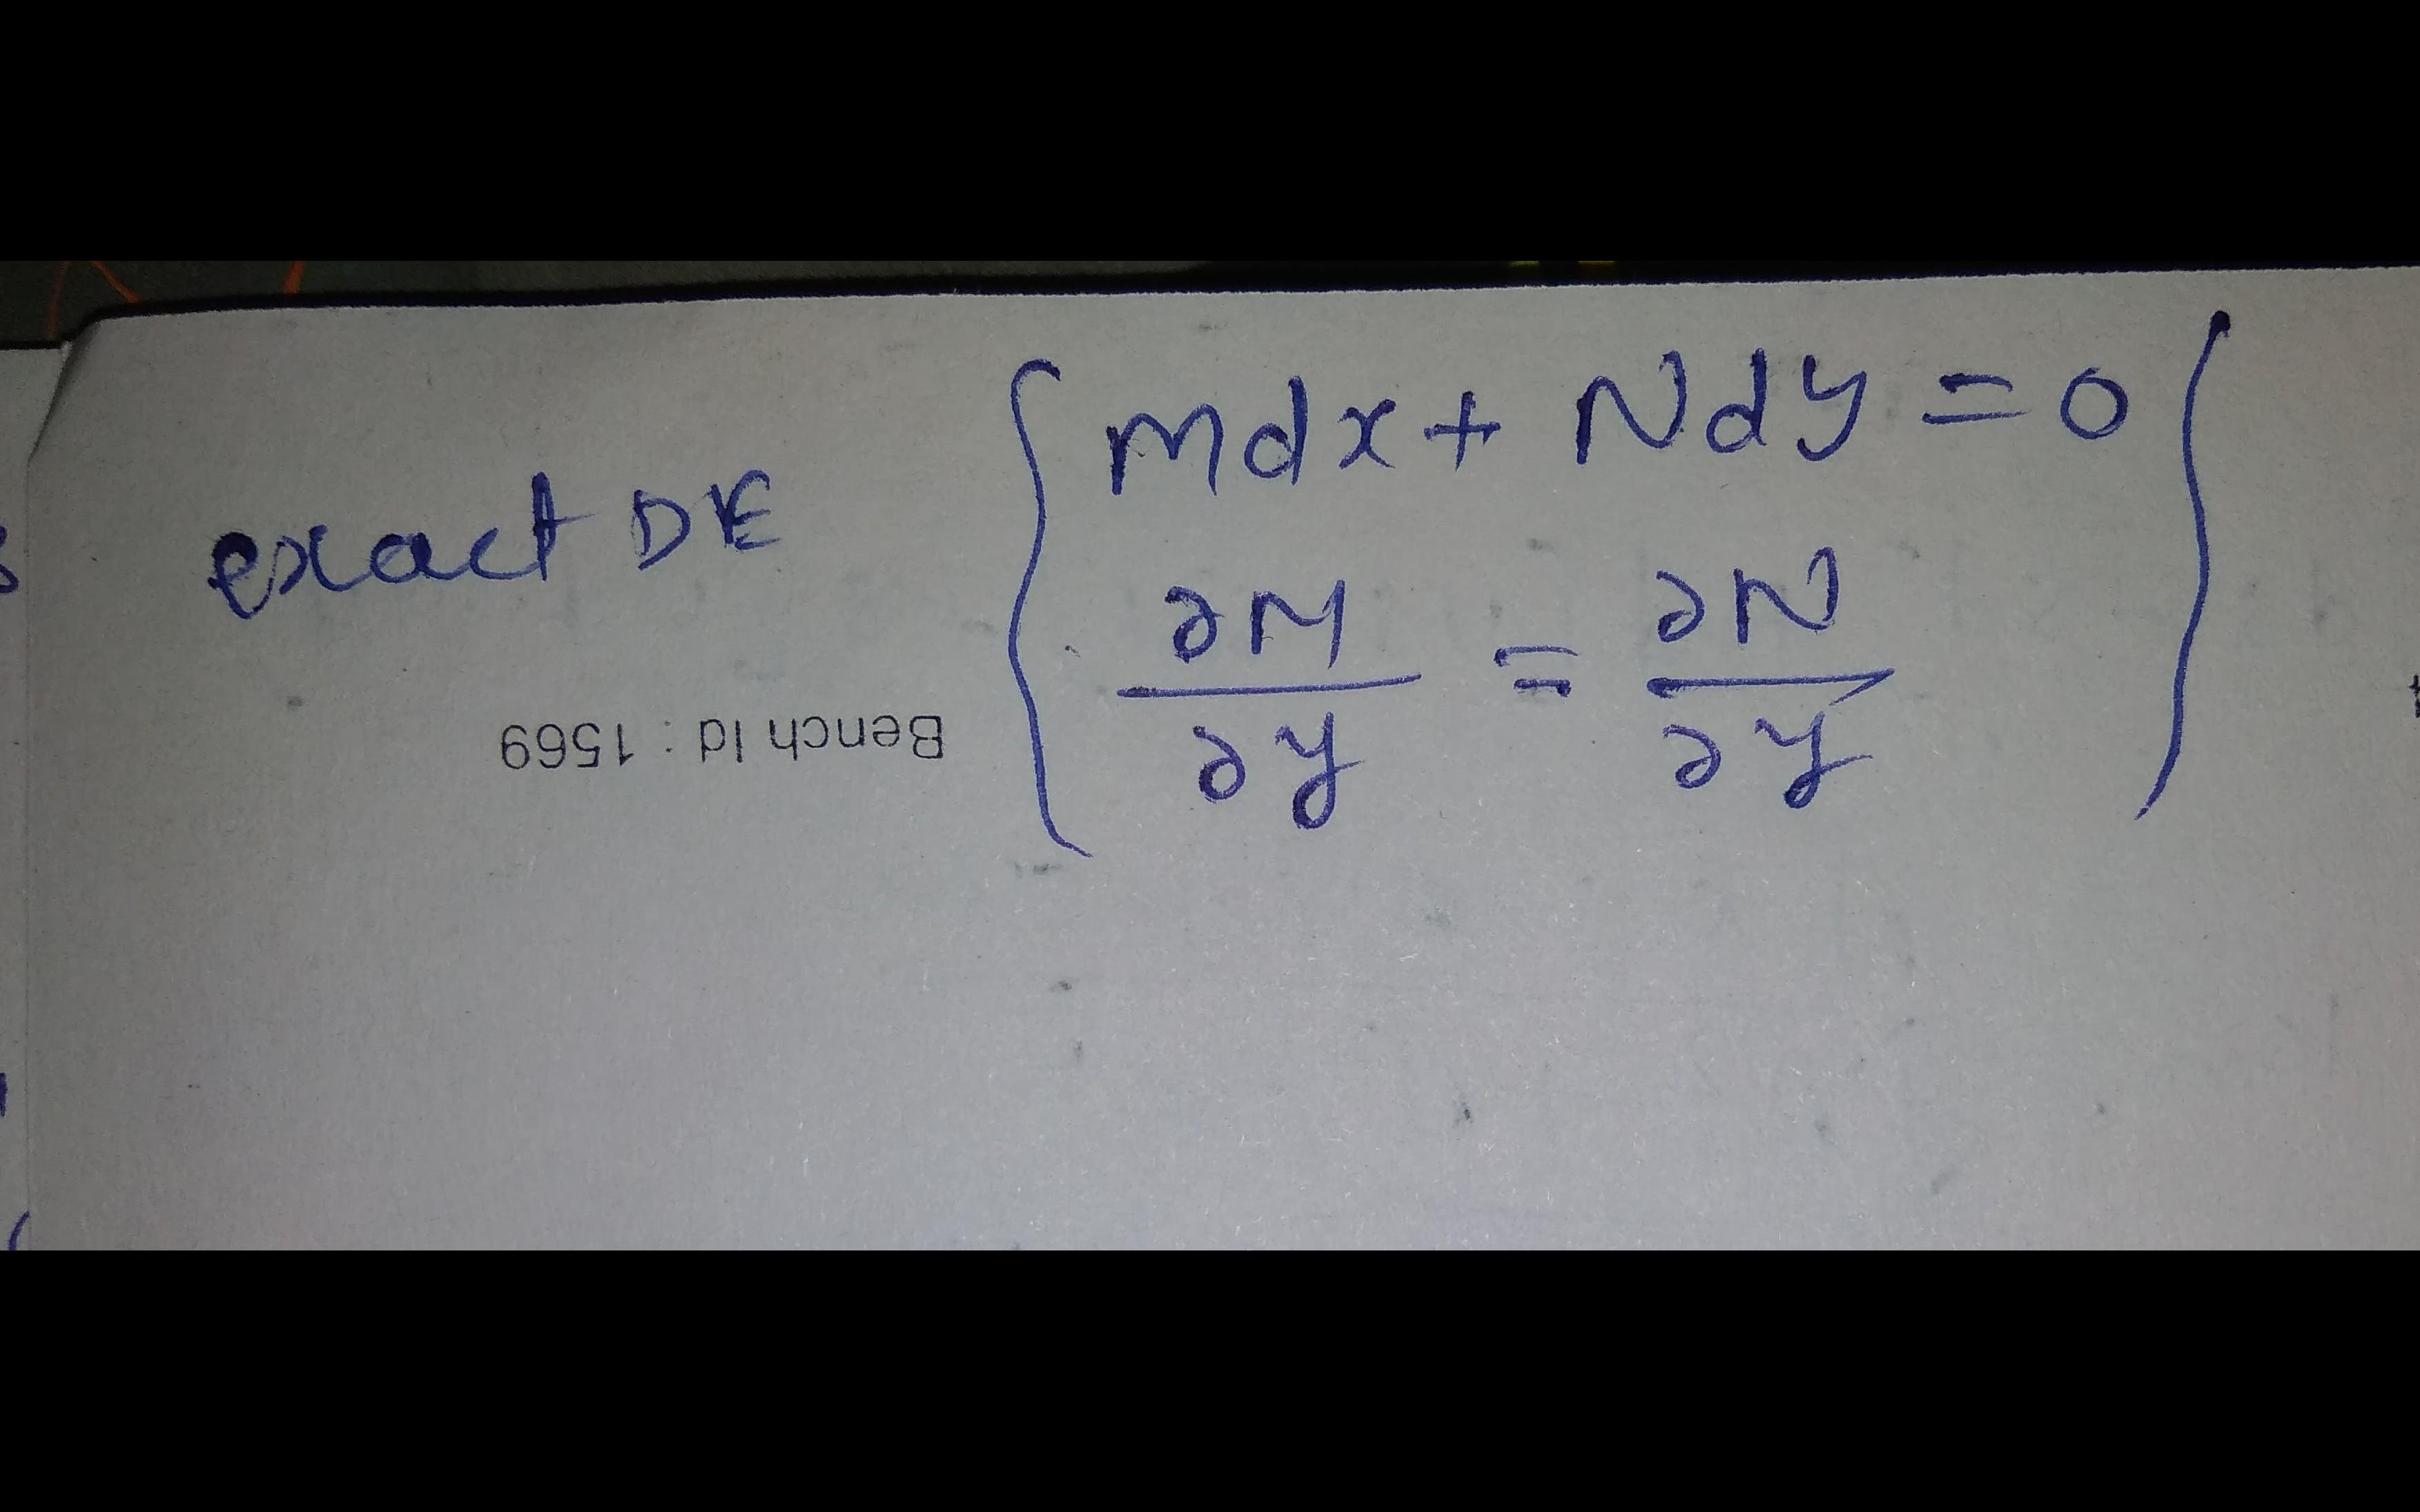 Mdx + Ndy = 0
exact DE
∂M/∂y = ∂N/∂y
Bench Id : 1569